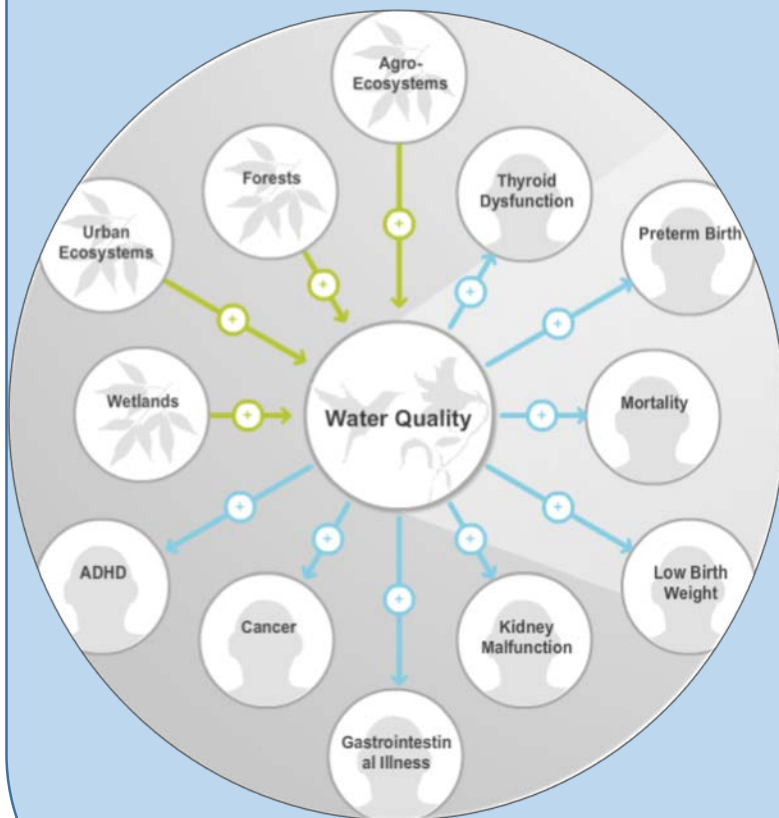 Agro-
Ecosystems
Forests
Thyroid
Dysfunction
Urban
Ecosystems
Preterm Birth
Wetlands
Water Quality
Mortality
ADHD
Low Birth
Weight
Cancer
Kidney
Malfunction
Gastrointestin
al Illness